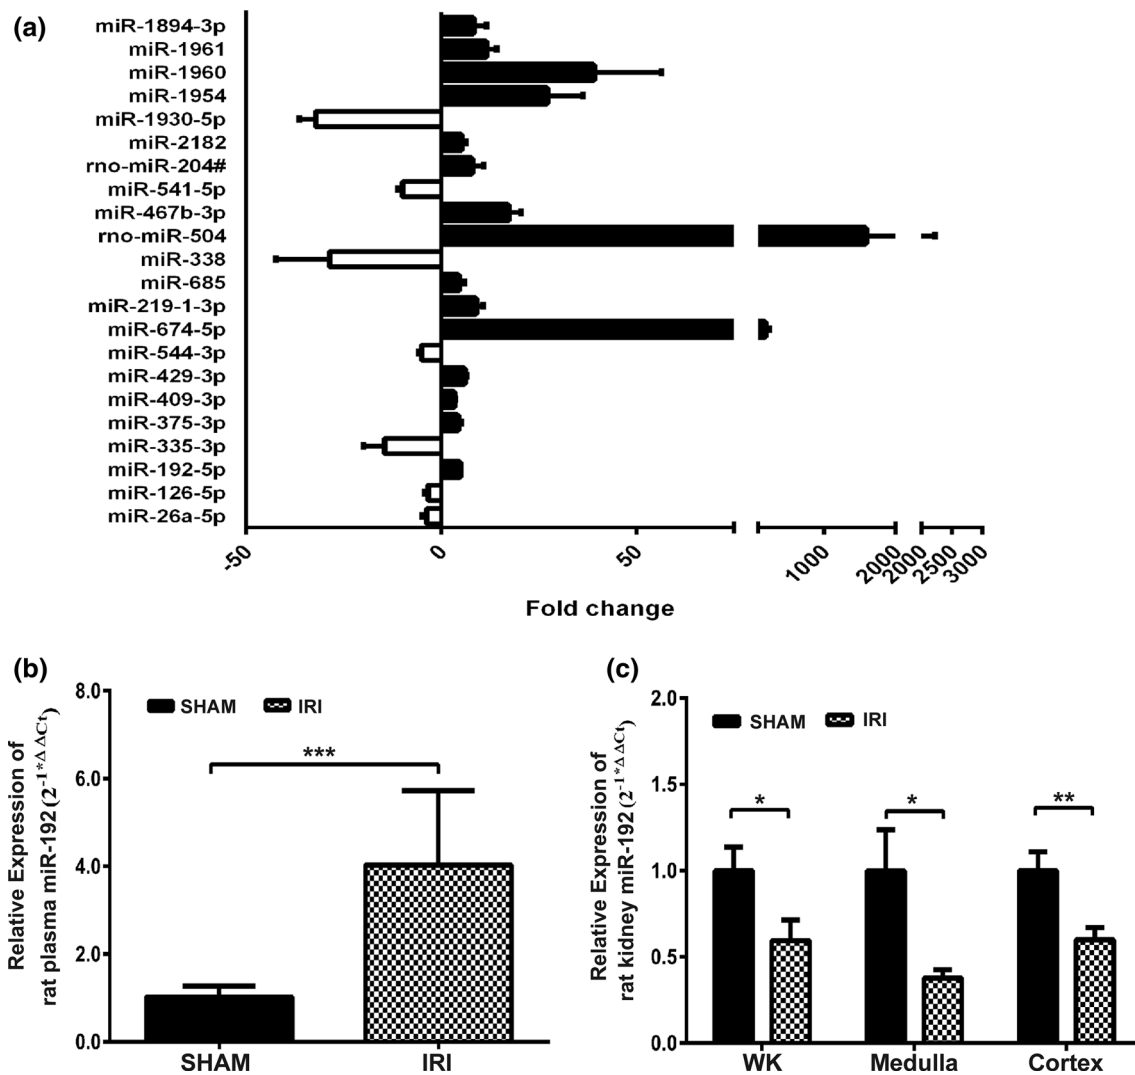 (a)
miR-1894-3p
miR-1961
miR-1960
miR-1954
miR-1930-5p
miR-2182
rno-miR-204#
miR-541-5p
miR-467b-3p
rno-miR-504
miR-338
miR-685
miR-219-1-3p
miR-674-5p
miR-544-3p
miR-429-3p
miR-409-3p
miR-375-3p
miR-335-3p
miR-192-5p
miR-126-5p
miR-26a-5p
-50 0 50 1000 2000 2000 2500 3000
Fold change
(b)
Relative Expression of
rat plasma miR-192(2⁻¹*ΔΔCt)
8.0
6.0
4.0
2.0
0.0
SHAM IRI
***
SHAM IRI
(c)
Relative Expression of
rat kidney miR-192(2⁻¹*ΔΔCt)
2.0
1.5
1.0
0.5
0.0
SHAM IRI
* * **
WK Medulla Cortex